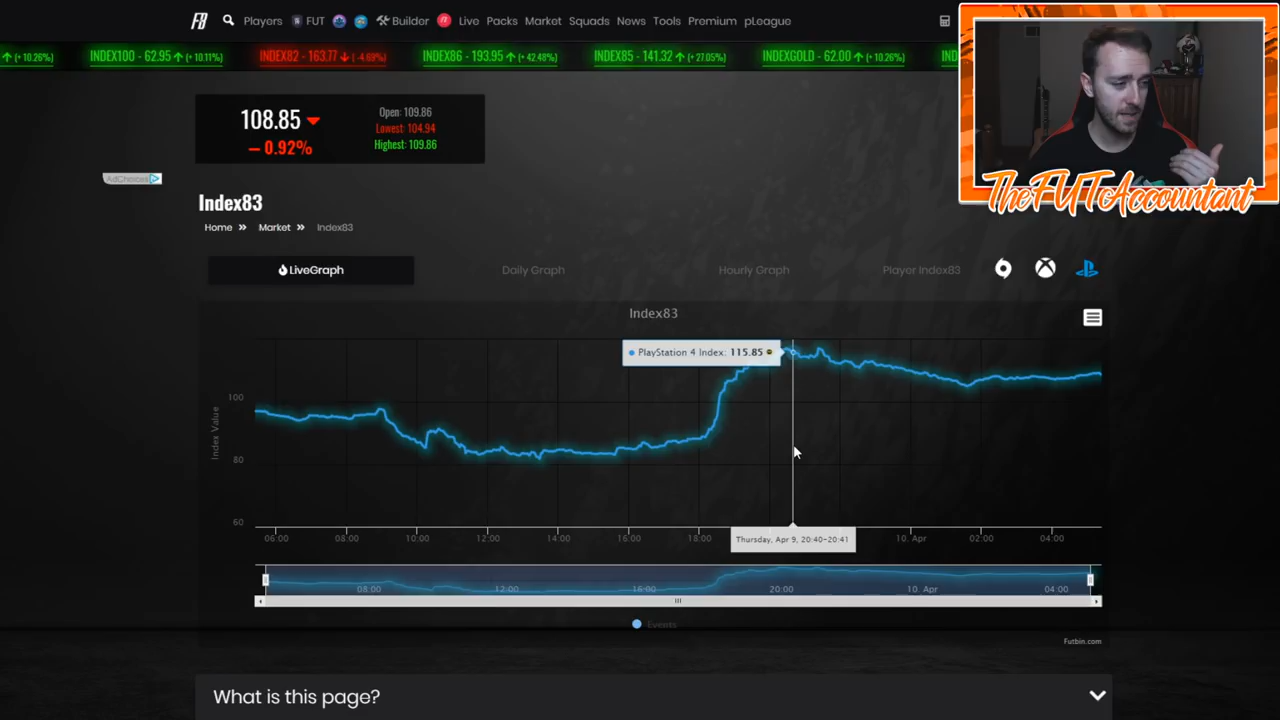 FB Players FUT Builder Live Packs Market Squads News Tools Premium pLeague
(+ 10.26%) INDEX100 - 62.95 (+ 10.11%) INDEX82 - 163.77 (- 4.69%) INDEX86 - 193.95 (+ 42.48%) INDEX85 - 141.32 (+ 27.05%) INDEXGOLD - 62.00 (+ 10.26%) IND
108.85
– 0.92%
Open: 109.86
Lowest: 104.94
Highest: 109.86
AdChoices
TheFUTAccountant
Index83
Home » Market » Index83
LiveGraph Daily Graph Hourly Graph Player Index83
Index83
PlayStation 4 Index: 115.85
Index Value
100
80
60
06:00 08:00 10:00 12:00 14:00 16:00 18:00 10. Apr 02:00 04:00
Thursday, Apr 9, 20:40-20:41
08:00 12:00 16:00 20:00 10. Apr 04:00
Events
Futbin.com
What is this page?